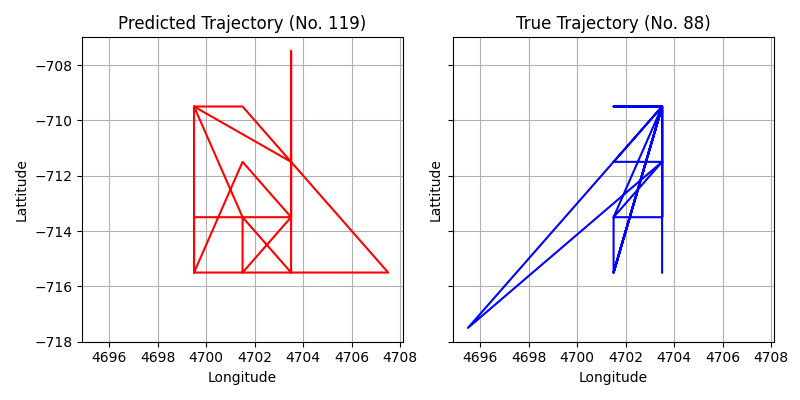 Predicted Trajectory (No. 119)
True Trajectory (No. 88)
Lattitude
Lattitude
−708
−710
−712
−714
−716
−718
4696 4698 4700 4702 4704 4706 4708
4696 4698 4700 4702 4704 4706 4708
Longitude
Longitude